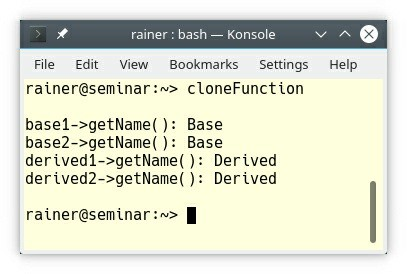 rainer : bash — Konsole
File Edit View Bookmarks Settings Help
rainer@seminar:~> cloneFunction
base1->getName(): Base
base2->getName(): Base
derived1->getName(): Derived
derived2->getName(): Derived
rainer@seminar:~>